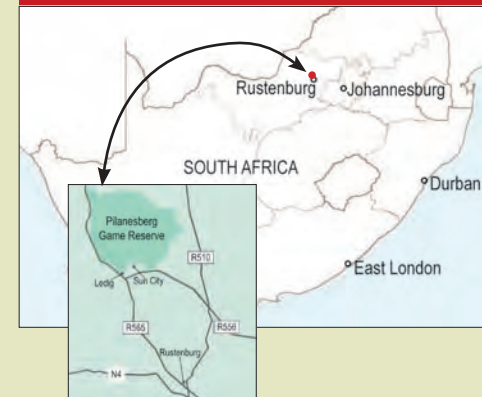 Rustenburg
Johannesburg
SOUTH AFRICA
Durban
East London
Pilanesberg
Game Reserve
R510
Ledig
Sun City
R565
R556
Rustenburg
N4